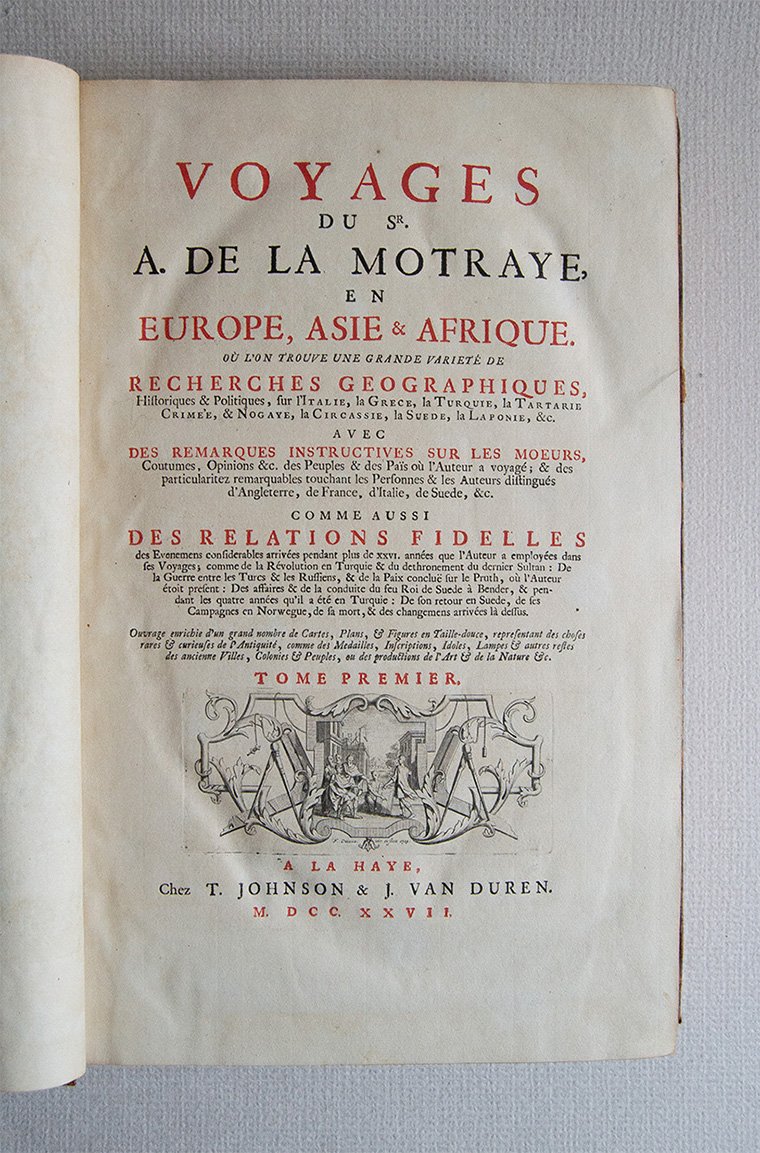 VOYAGES
DU SR.
A. DE LA MOTRAYE,
EN
EUROPE, ASIE & AFRIQUE.
OÙ L'ON TROUVE UNE GRANDE VARIETÉ DE
RECHERCHES GEOGRAPHIQUES,
Hiſtoriques & Politiques, ſur l'ITALIE, la GRECE, la TURQUIE, la TARTARIE
CRIMÉE, & NOGAYE, la CIRCASSIE, la SUEDE, la LAPONIE, &c.
AVEC
DES REMARQUES INSTRUCTIVES SUR LES MOEURS,
Coutumes, Opinions &c. des Peuples & des Païs où l'Auteur a voyagé; & des
particularitez remarquables touchant les Perſonnes & les Auteurs diſtingués
d'Angleterre, de France, d'Italie, de Suede, &c.
COMME AUSSI
DES RELATIONS FIDELLES
des Evenemens conſiderables arrivées pendant plus de XXVI. années que l'Auteur a employées dans
ſes Voyages; comme de la Révolution en Turquie & du dethronement du dernier Sultan: De
la Guerre entre les Turcs & les Ruſſiens, & de la Paix concluë ſur le Pruth, où l'Auteur
étoit preſent: Des affaires & de la conduite du feu Roi de Suede à Bender, & pen-
dant les quatre années qu'il a été en Turquie: De ſon retour en Suede, de ſes
Campagnes en Norwegue, de ſa mort, & des changemens arrivées là deſſus.
Ouvrage enrichie d'un grand nombre de Cartes, Plans, & Figures en Taille-douce, repreſentant des choſes
rares & curieuſes de l'Antiquité, comme des Medailles, Inſcriptions, Idoles, Lampes & autres reſtes
des ancienne Villes, Colonies & Peuples, ou des productions de l'Art & de la Nature &c.
TOME PREMIER,
A LA HAYE,
Chez T. JOHNSON & J. VAN DUREN.
M. DCC. XXVII.